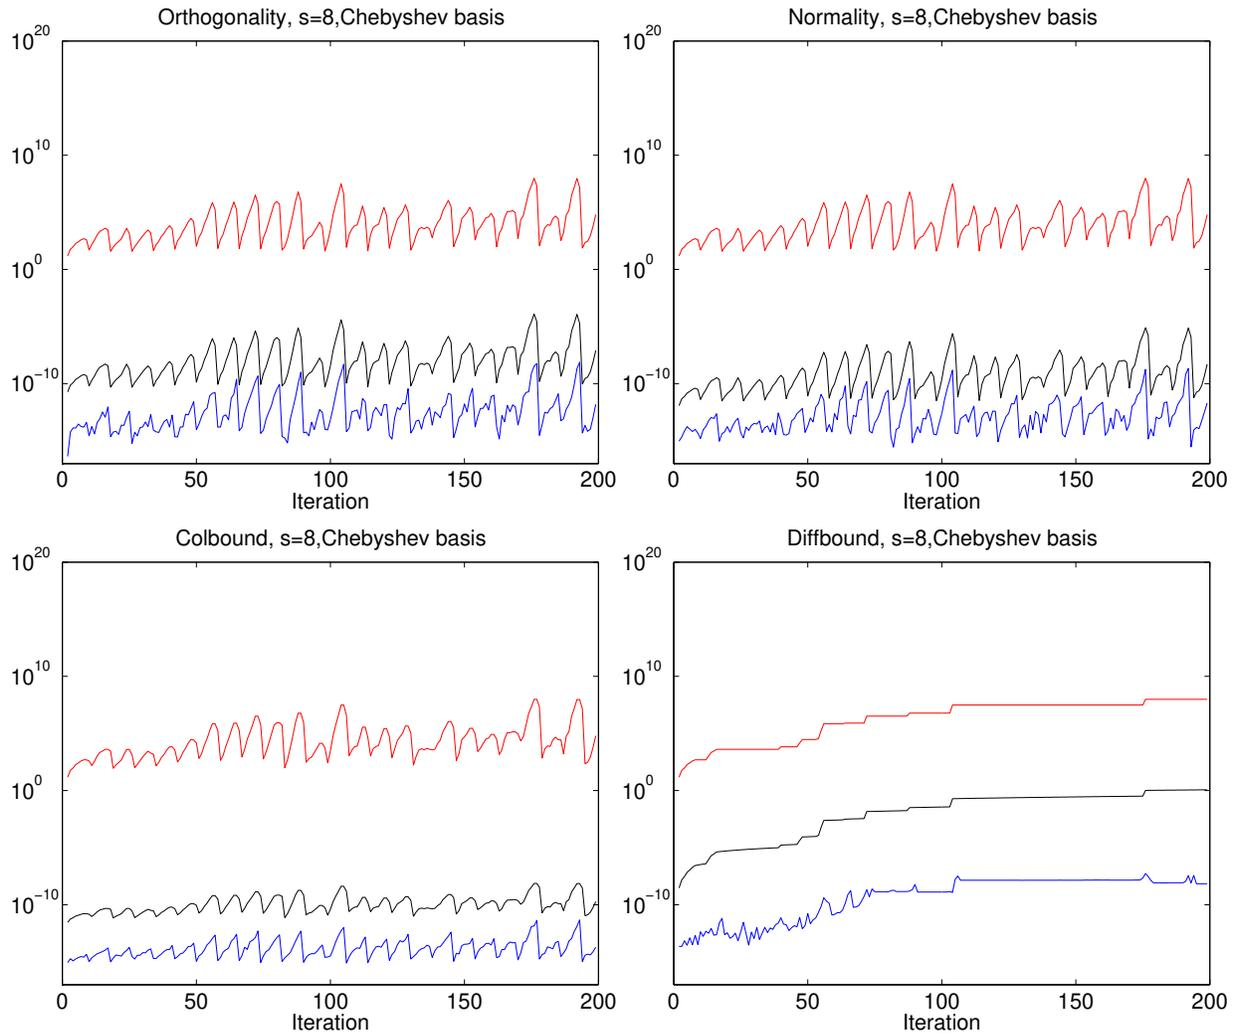 Orthogonality, s=8,Chebyshev basis
10^20
10^10
10^0
10^−10
0 50 100 150 200
Iteration
Normality, s=8,Chebyshev basis
10^20
10^10
10^0
10^−10
0 50 100 150 200
Iteration
Colbound, s=8,Chebyshev basis
10^20
10^10
10^0
10^−10
0 50 100 150 200
Iteration
Diffbound, s=8,Chebyshev basis
10^20
10^10
10^0
10^−10
0 50 100 150 200
Iteration